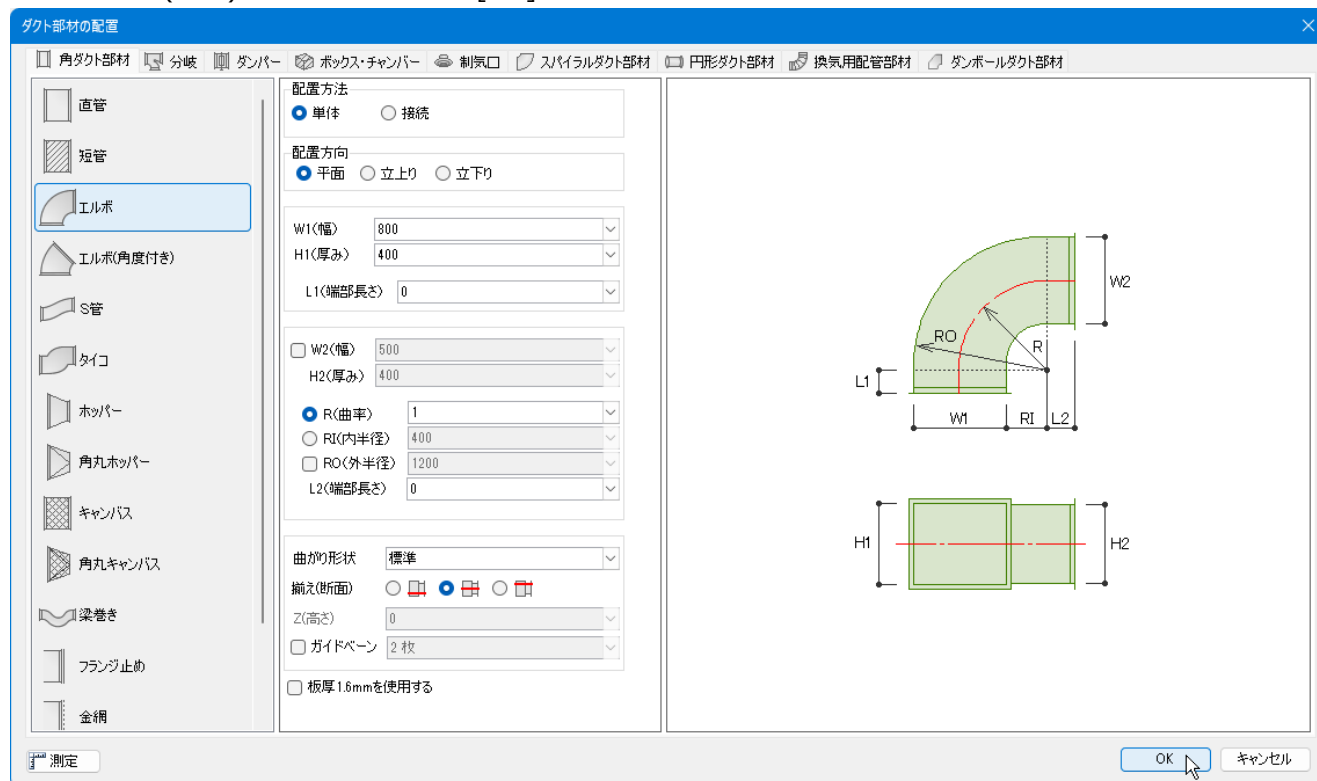 ダクト部材の配置
角ダクト部材 分岐 ダンパー ボックス・チャンバー 制気口 スパイラルダクト部材 円形ダクト部材 換気用配管部材 ダンボールダクト部材
直管
短管
エルボ
エルボ(角度付き)
S管
タイコ
ホッパー
角丸ホッパー
キャンバス
角丸キャンバス
梁巻き
フランジ止め
金網
配置方法
単体 接続
配置方向
平面 立上り 立下り
W1(幅) 800
H1(厚み) 400
L1(端部長さ) 0
W2(幅) 500
H2(厚み) 400
R(曲率) 1
RI(内半径) 400
RO(外半径) 1200
L2(端部長さ) 0
曲がり形状 標準
揃え(断面)
Z(高さ) 0
ガイドベーン 2 枚
板厚1.6mmを使用する
W2
RO
R
L1
W1 RI L2
H1 H2
測定
OK キャンセル